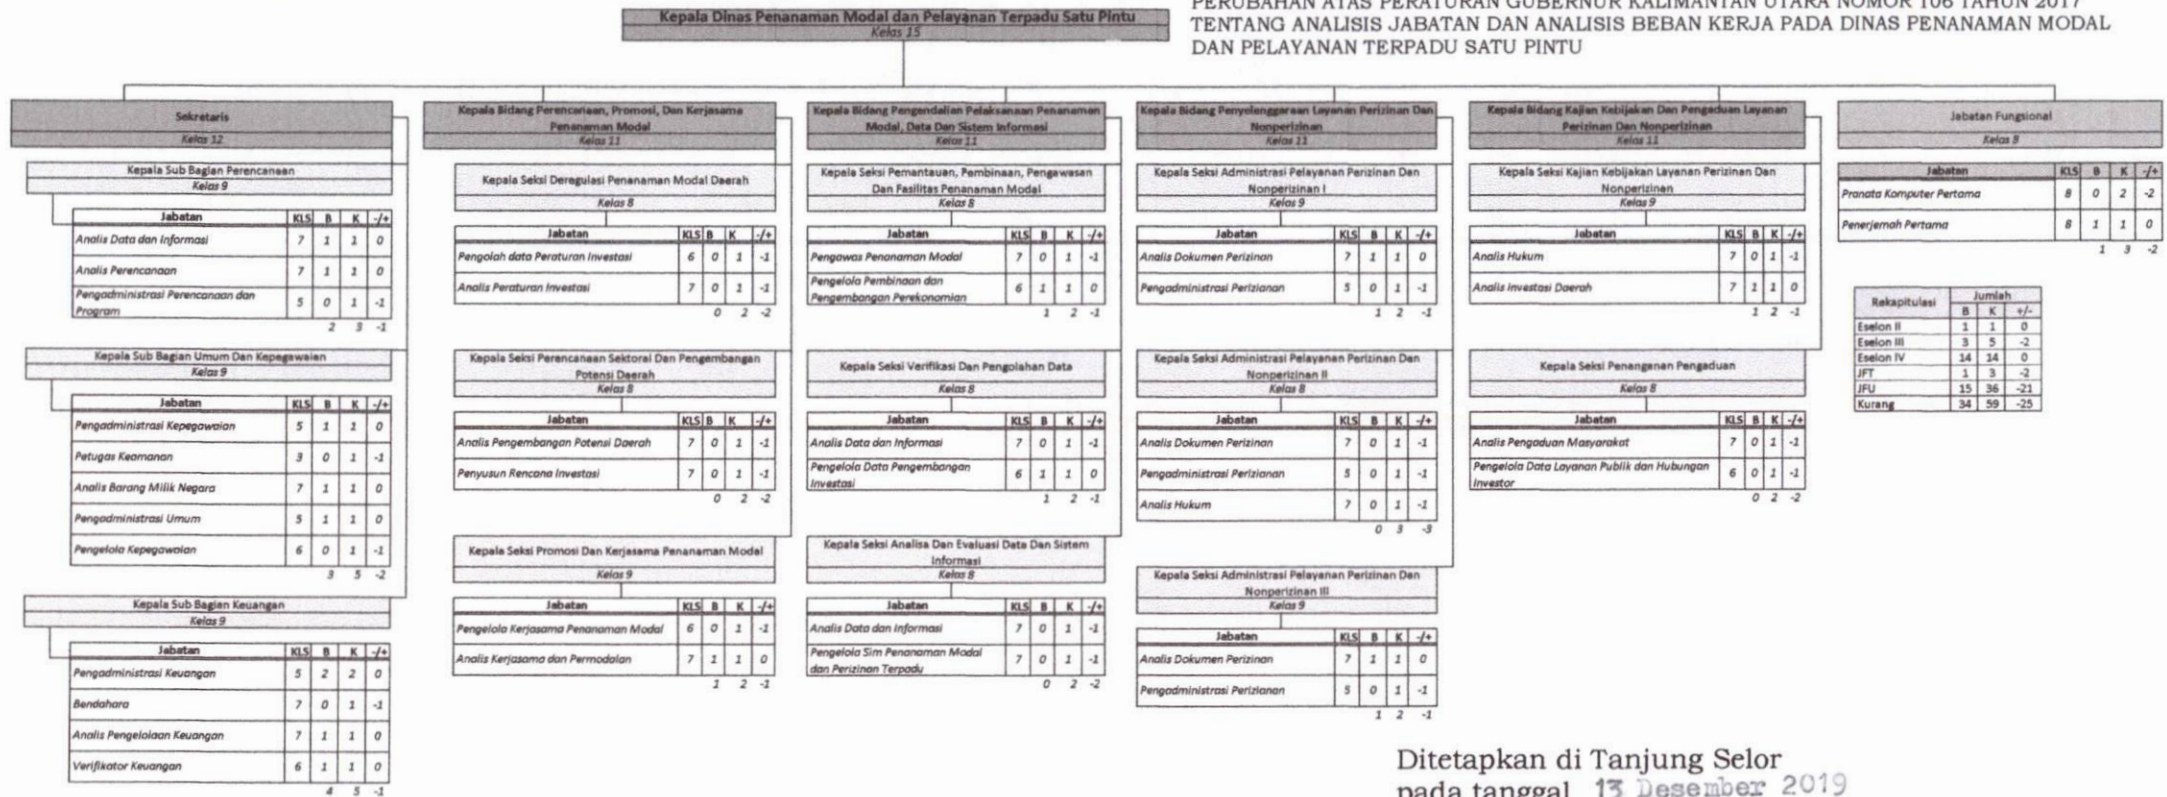 PERUBAHAN ATAS PERATURAN GUBERNUR KALIMANTAN UTARA NOMOR 106 TAHUN 2017
TENTANG ANALISIS JABATAN DAN ANALISIS BEBAN KERJA PADA DINAS PENANAMAN MODAL
DAN PELAYANAN TERPADU SATU PINTU
Kepala Dinas Penanaman Modal dan Pelayanan Terpadu Satu Pintu
Kelas 15
Sekretaris
Kelas 12
Kepala Sub Bagian Perencanaan
Kelas 9
Jabatan KLS B K -/+
Analis Data dan Informasi 7 1 1 0
Analis Perencanaan 7 1 1 0
Pengadministrasi Perencanaan dan
Program 5 0 1 -1
2 3 -1
Kepala Sub Bagian Umum Dan Kepegawaian
Kelas 9
Jabatan KLS B K -/+
Pengadministrasi Kepegawaian 5 1 1 0
Petugas Keamanan 3 0 1 -1
Analis Barang Milik Negara 7 1 1 0
Pengadministrasi Umum 5 1 1 0
Pengelola Kepegawaian 6 0 1 -1
3 5 -2
Kepala Sub Bagian Keuangan
Kelas 9
Jabatan KLS B K -/+
Pengadministrasi Keuangan 5 2 2 0
Bendahara 7 0 1 -1
Analis Pengelolaan Keuangan 7 1 1 0
Verifikator Keuangan 6 1 1 0
4 5 -1
Kepala Bidang Perencanaan, Promosi, Dan Kerjasama
Penanaman Modal
Kelas 11
Kepala Seksi Deregulasi Penanaman Modal Daerah
Kelas 8
Jabatan KLS B K -/+
Pengolah data Peraturan Investasi 6 0 1 -1
Analis Peraturan Investasi 7 0 1 -1
0 2 -2
Kepala Seksi Perencanaan Sektoral Dan Pengembangan
Potensi Daerah
Kelas 8
Jabatan KLS B K -/+
Analis Pengembangan Potensi Daerah 7 0 1 -1
Penyusun Rencana Investasi 7 0 1 -1
0 2 -2
Kepala Seksi Promosi Dan Kerjasama Penanaman Modal
Kelas 9
Jabatan KLS B K -/+
Pengelola Kerjasama Penanaman Modal 6 0 1 -1
Analis Kerjasama dan Permodalan 7 1 1 0
1 2 -1
Kepala Bidang Pengendalian Pelaksanaan Penanaman
Modal, Data Dan Sistem Informasi
Kelas 11
Kepala Seksi Pemantauan, Pembinaan, Pengawasan
Dan Fasilitas Penanaman Modal
Kelas 8
Jabatan KLS B K -/+
Pengawas Penanaman Modal 7 0 1 -1
Pengelola Pembinaan dan
Pengembangan Perekonomian 6 1 1 0
1 2 -1
Kepala Seksi Verifikasi Dan Pengolahan Data
Kelas 8
Jabatan KLS B K -/+
Analis Data dan Informasi 7 0 1 -1
Pengelola Data Pengembangan
Investasi 6 1 1 0
1 2 -1
Kepala Seksi Analisa Dan Evaluasi Data Dan Sistem
Informasi
Kelas 8
Jabatan KLS B K -/+
Analis Data dan Informasi 7 0 1 -1
Pengelola Sim Penanaman Modal
dan Perizinan Terpadu 7 0 1 -1
0 2 -2
Kepala Bidang Penyelenggaraan Layanan Perizinan Dan
Nonperizinan
Kelas 11
Kepala Seksi Administrasi Pelayanan Perizinan Dan
Nonperizinan I
Kelas 9
Jabatan KLS B K -/+
Analis Dokumen Perizinan 7 1 1 0
Pengadministrasi Perizianan 5 0 1 -1
1 2 -1
Kepala Seksi Administrasi Pelayanan Perizinan Dan
Nonperizinan II
Kelas 8
Jabatan KLS B K -/+
Analis Dokumen Perizinan 7 0 1 -1
Pengadministrasi Perizianan 5 0 1 -1
Analis Hukum 7 0 1 -1
0 3 -3
Kepala Seksi Administrasi Pelayanan Perizinan Dan
Nonperizinan III
Kelas 9
Jabatan KLS B K -/+
Analis Dokumen Perizinan 7 1 1 0
Pengadministrasi Perizianan 5 0 1 -1
1 2 -1
Kepala Bidang Kajian Kebijakan Dan Pengaduan Layanan
Perizinan Dan Nonperizinan
Kelas 11
Kepala Seksi Kajian Kebijakan Layanan Perizinan Dan
Nonperizinan
Kelas 9
Jabatan KLS B K -/+
Analis Hukum 7 0 1 -1
Analis Investasi Daerah 7 1 1 0
1 2 -1
Kepala Seksi Penanganan Pengaduan
Kelas 8
Jabatan KLS B K -/+
Analis Pengaduan Masyarakat 7 0 1 -1
Pengelola Data Layanan Publik dan Hubungan
Investor 6 0 1 -1
0 2 -2
Jabatan Fungsional
Kelas 8
Jabatan KLS B K -/+
Pranata Komputer Pertama 8 0 2 -2
Penerjemah Pertama 8 1 1 0
1 3 -2
Rekapitulasi Jumlah
B K +/-
Eselon II 1 1 0
Eselon III 3 5 -2
Eselon IV 14 14 0
JFT 1 3 -2
JFU 15 36 -21
Kurang 34 59 -25
Ditetapkan di Tanjung Selor
pada tanggal 13 Desember 2019